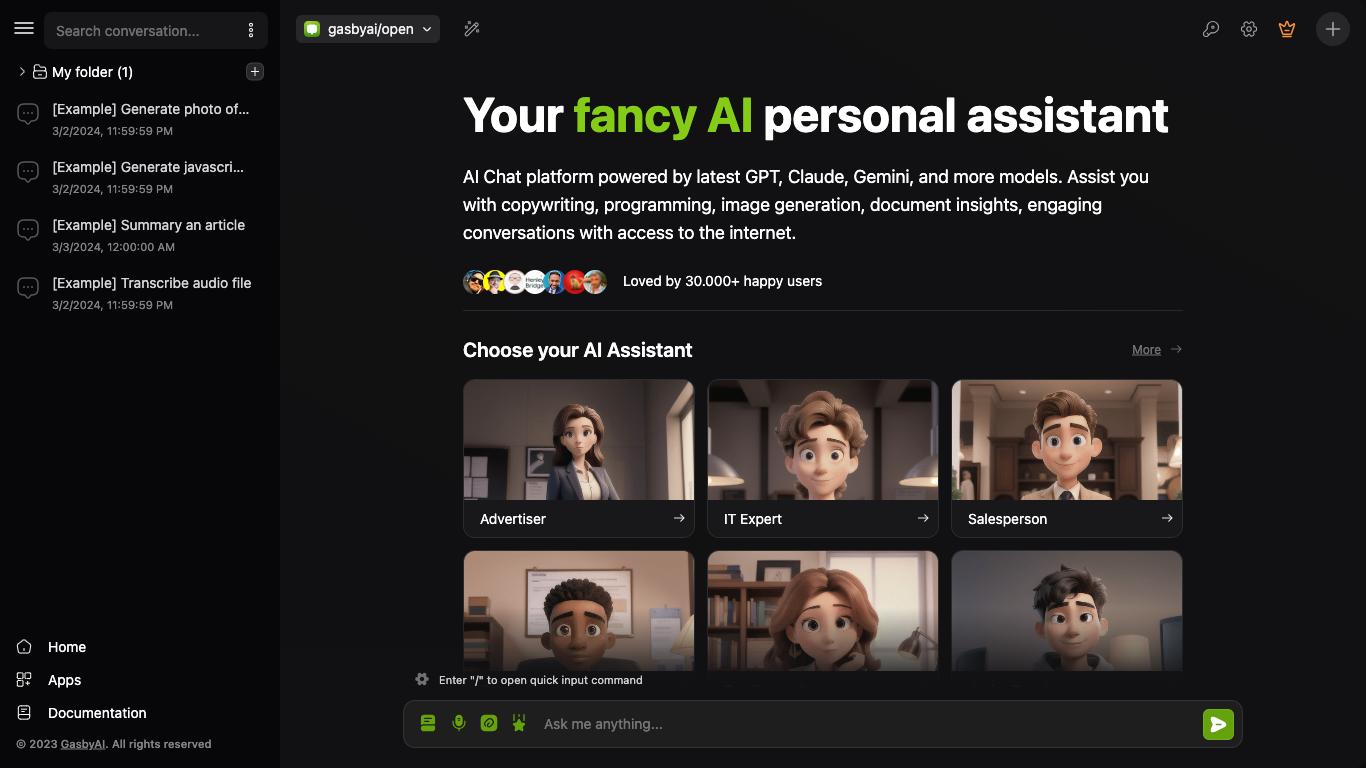 Search conversation...
My folder (1)
[Example] Generate photo of...
3/2/2024, 11:59:59 PM
[Example] Generate javascri...
3/2/2024, 11:59:59 PM
[Example] Summary an article
3/3/2024, 12:00:00 AM
[Example] Transcribe audio file
3/2/2024, 11:59:59 PM
Home
Apps
Documentation
© 2023 GasbyAI. All rights reserved
gasbyai/open
Your fancy AI personal assistant
AI Chat platform powered by latest GPT, Claude, Gemini, and more models. Assist you
with copywriting, programming, image generation, document insights, engaging
conversations with access to the internet.
Henley
Bridge
Loved by 30.000+ happy users
Choose your AI Assistant
More
Advertiser
IT Expert
Salesperson
Enter "/" to open quick input command
Ask me anything...